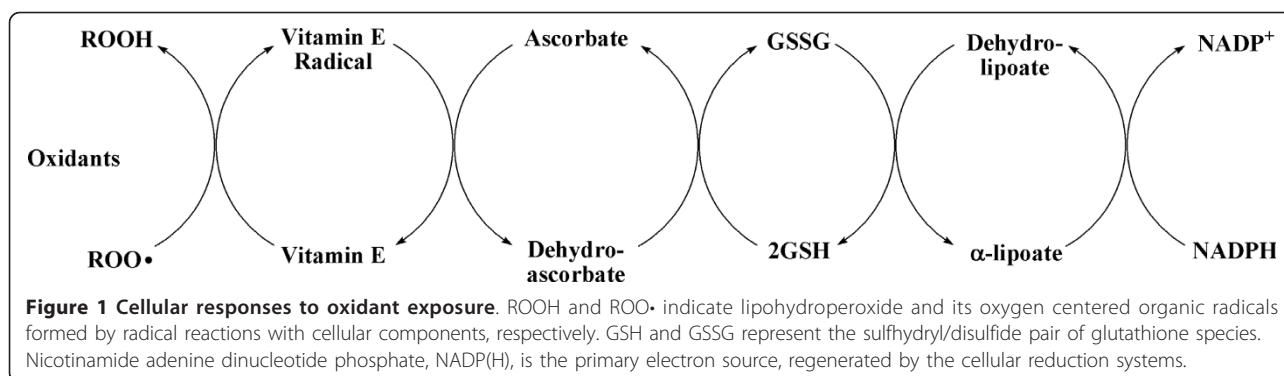 ROOH
Vitamin E
Radical
Ascorbate
GSSG
Dehydro-
lipoate
NADP⁺
Oxidants
ROO•
Vitamin E
Dehydro-
ascorbate
2GSH
α-lipoate
NADPH
Figure 1 Cellular responses to oxidant exposure. ROOH and ROO• indicate lipohydroperoxide and its oxygen centered organic radicals
formed by radical reactions with cellular components, respectively. GSH and GSSG represent the sulfhydryl/disulfide pair of glutathione species.
Nicotinamide adenine dinucleotide phosphate, NADP(H), is the primary electron source, regenerated by the cellular reduction systems.